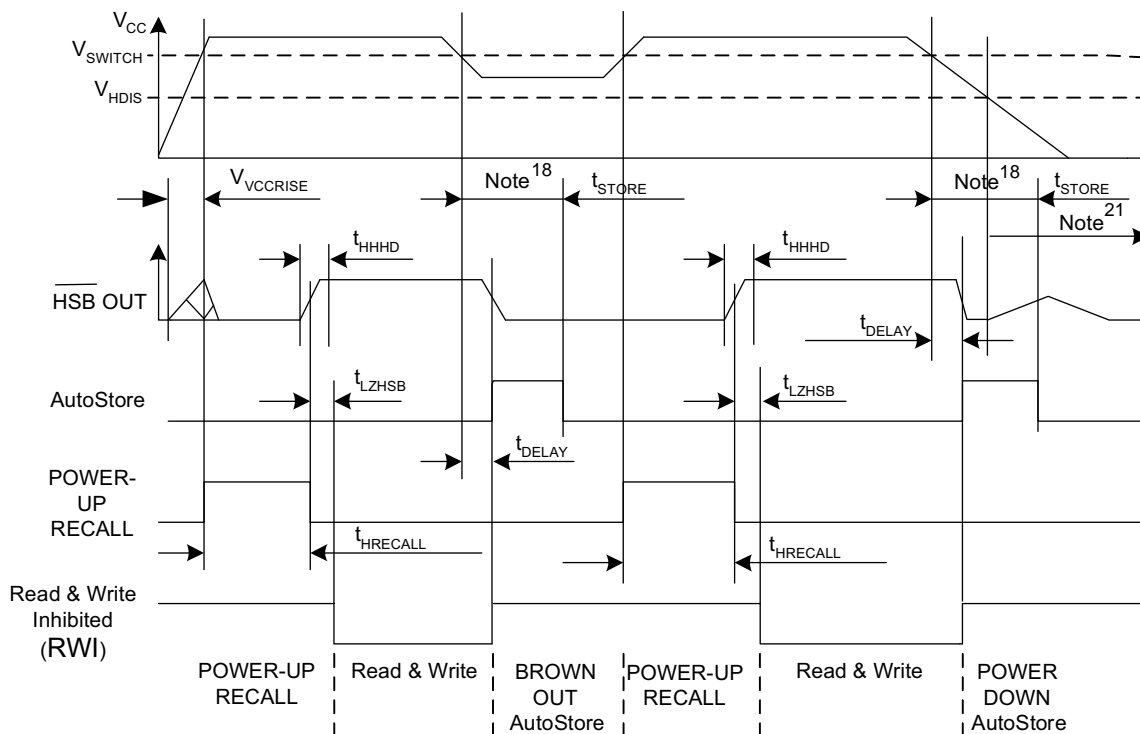 VCC
VSWITCH
VHDIS
VVCCRISE
Note18
tSTORE
Note18
tSTORE
Note21
tHHHD
tHHHD
HSB OUT
tDELAY
tLZHSB
tLZHSB
AutoStore
tDELAY
POWER-
UP
RECALL
tHRECALL
tHRECALL
Read & Write
Inhibited
(RWI)
POWER-UP
RECALL
Read & Write
BROWN
OUT
AutoStore
POWER-UP
RECALL
Read & Write
POWER
DOWN
AutoStore